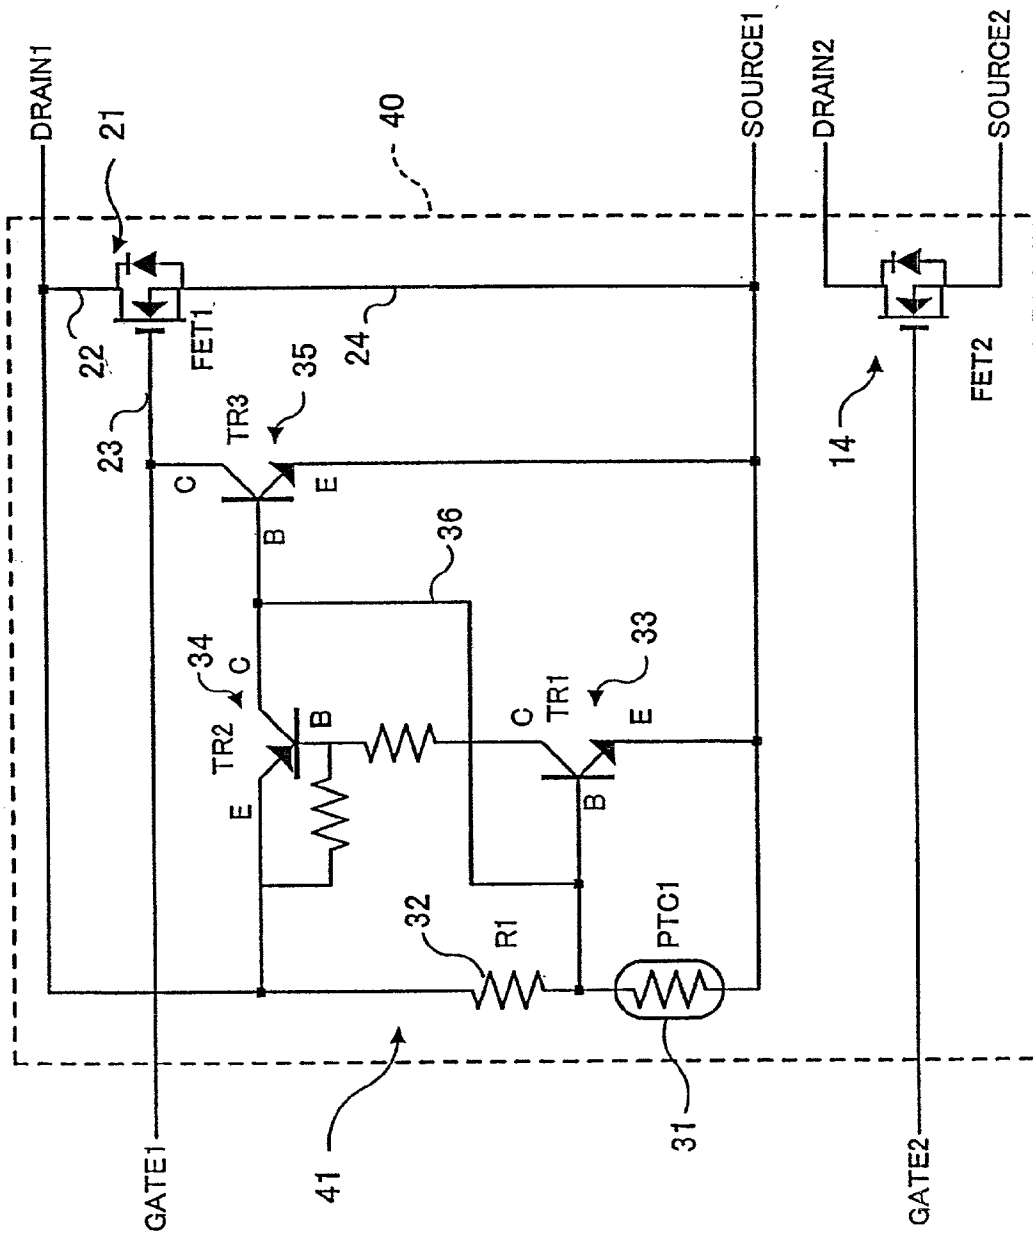 DRAIN1
21
40
SOURCE1
DRAIN2
SOURCE2
22
FET1
24
23
C
TR3
35
E
B
36
14
FET2
34
C
TR2
B
E
C
TR1
33
E
B
32
R1
PTC1
31
41
GATE1
GATE2